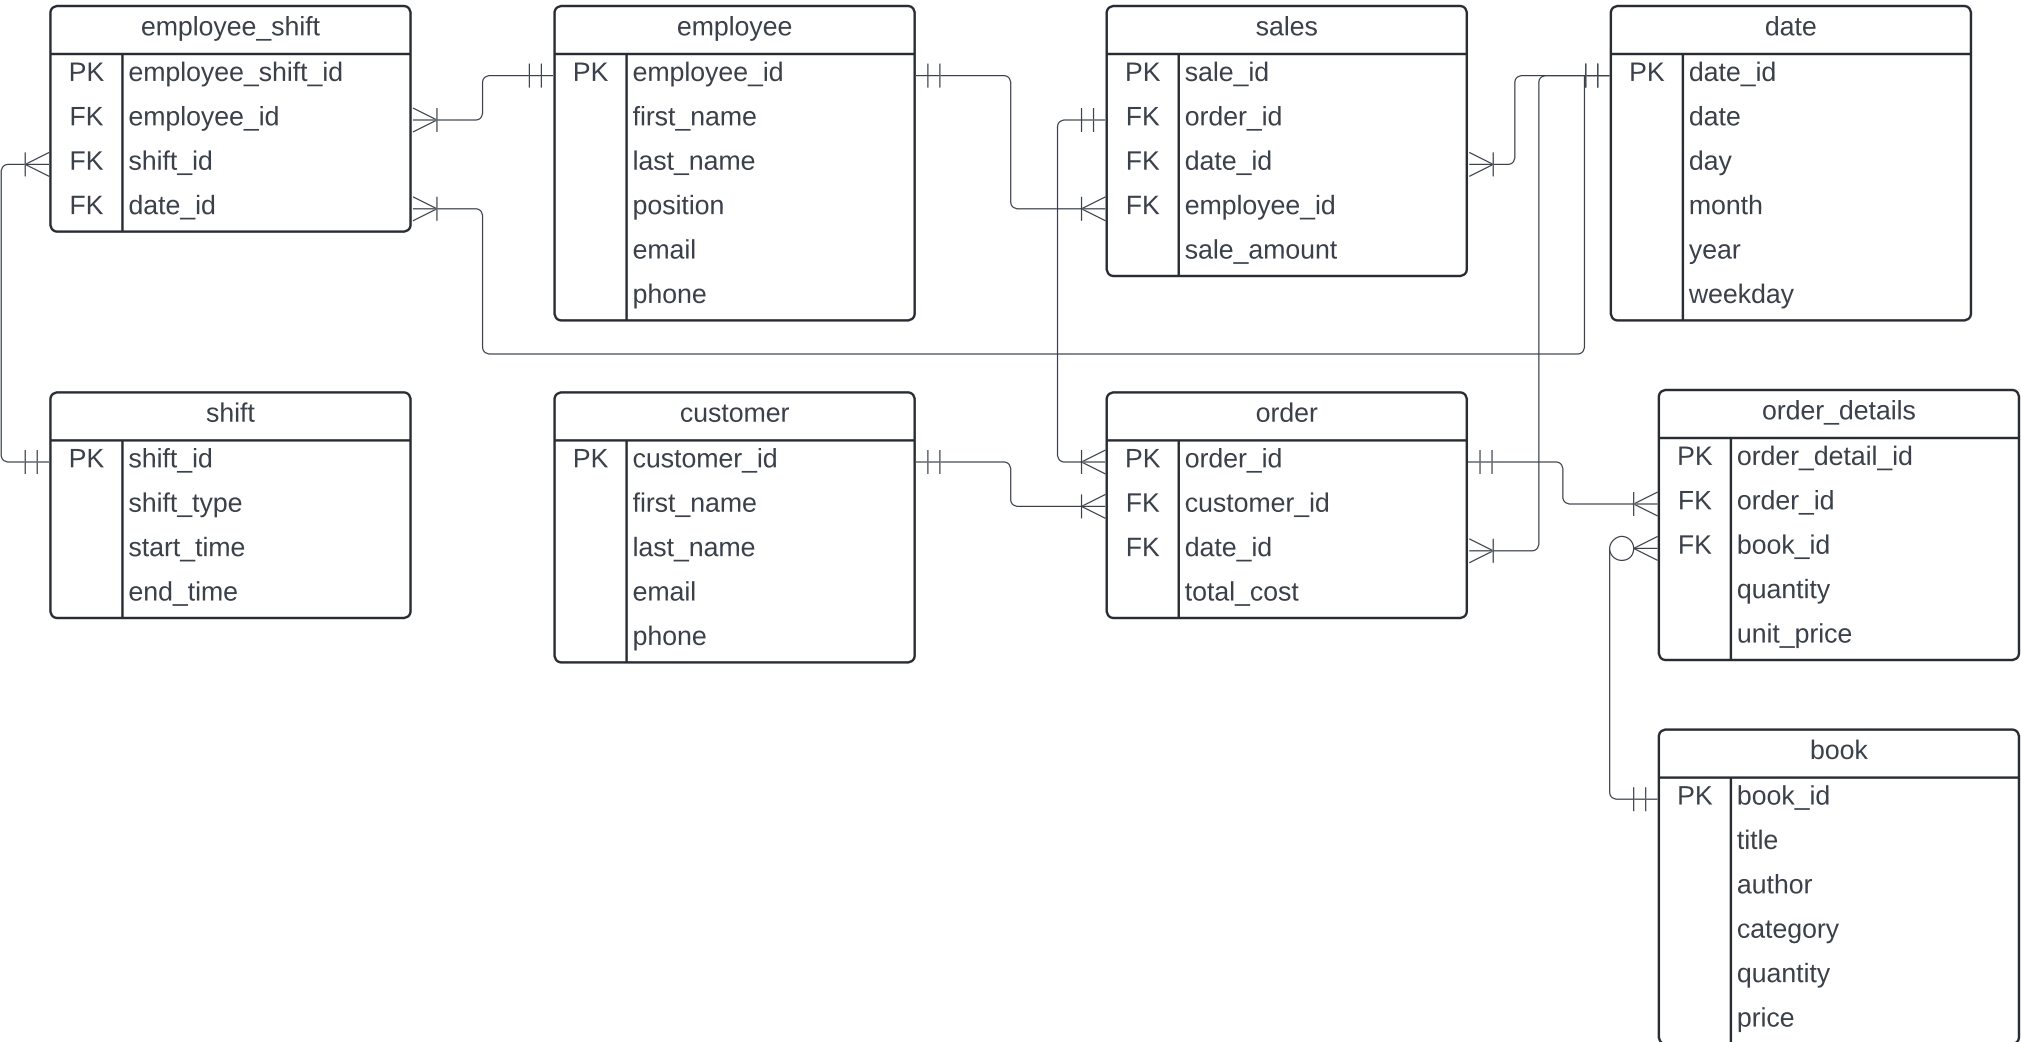 employee_shift
PK employee_shift_id
FK employee_id
FK shift_id
FK date_id
employee
PK employee_id
first_name
last_name
position
email
phone
sales
PK sale_id
FK order_id
FK date_id
FK employee_id
sale_amount
date
PK date_id
date
day
month
year
weekday
shift
PK shift_id
shift_type
start_time
end_time
customer
PK customer_id
first_name
last_name
email
phone
order
PK order_id
FK customer_id
FK date_id
total_cost
order_details
PK order_detail_id
FK order_id
FK book_id
quantity
unit_price
book
PK book_id
title
author
category
quantity
price